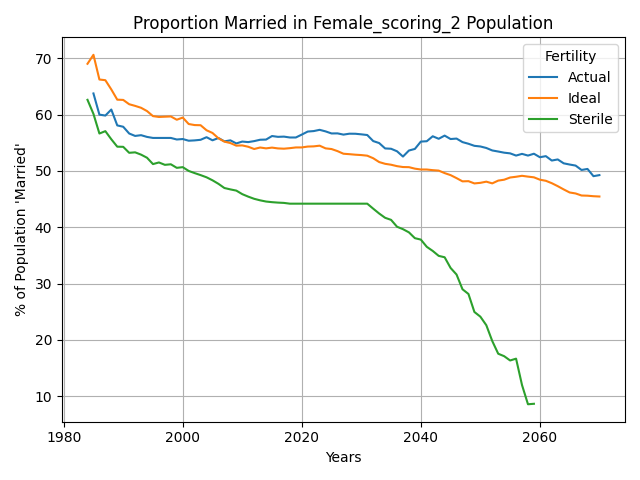 Proportion Married in Female_scoring_2 Population
% of Population 'Married'
70
60
50
40
30
20
10
Fertility
Actual
Ideal
Sterile
1980
2000
2020
2040
2060
Years